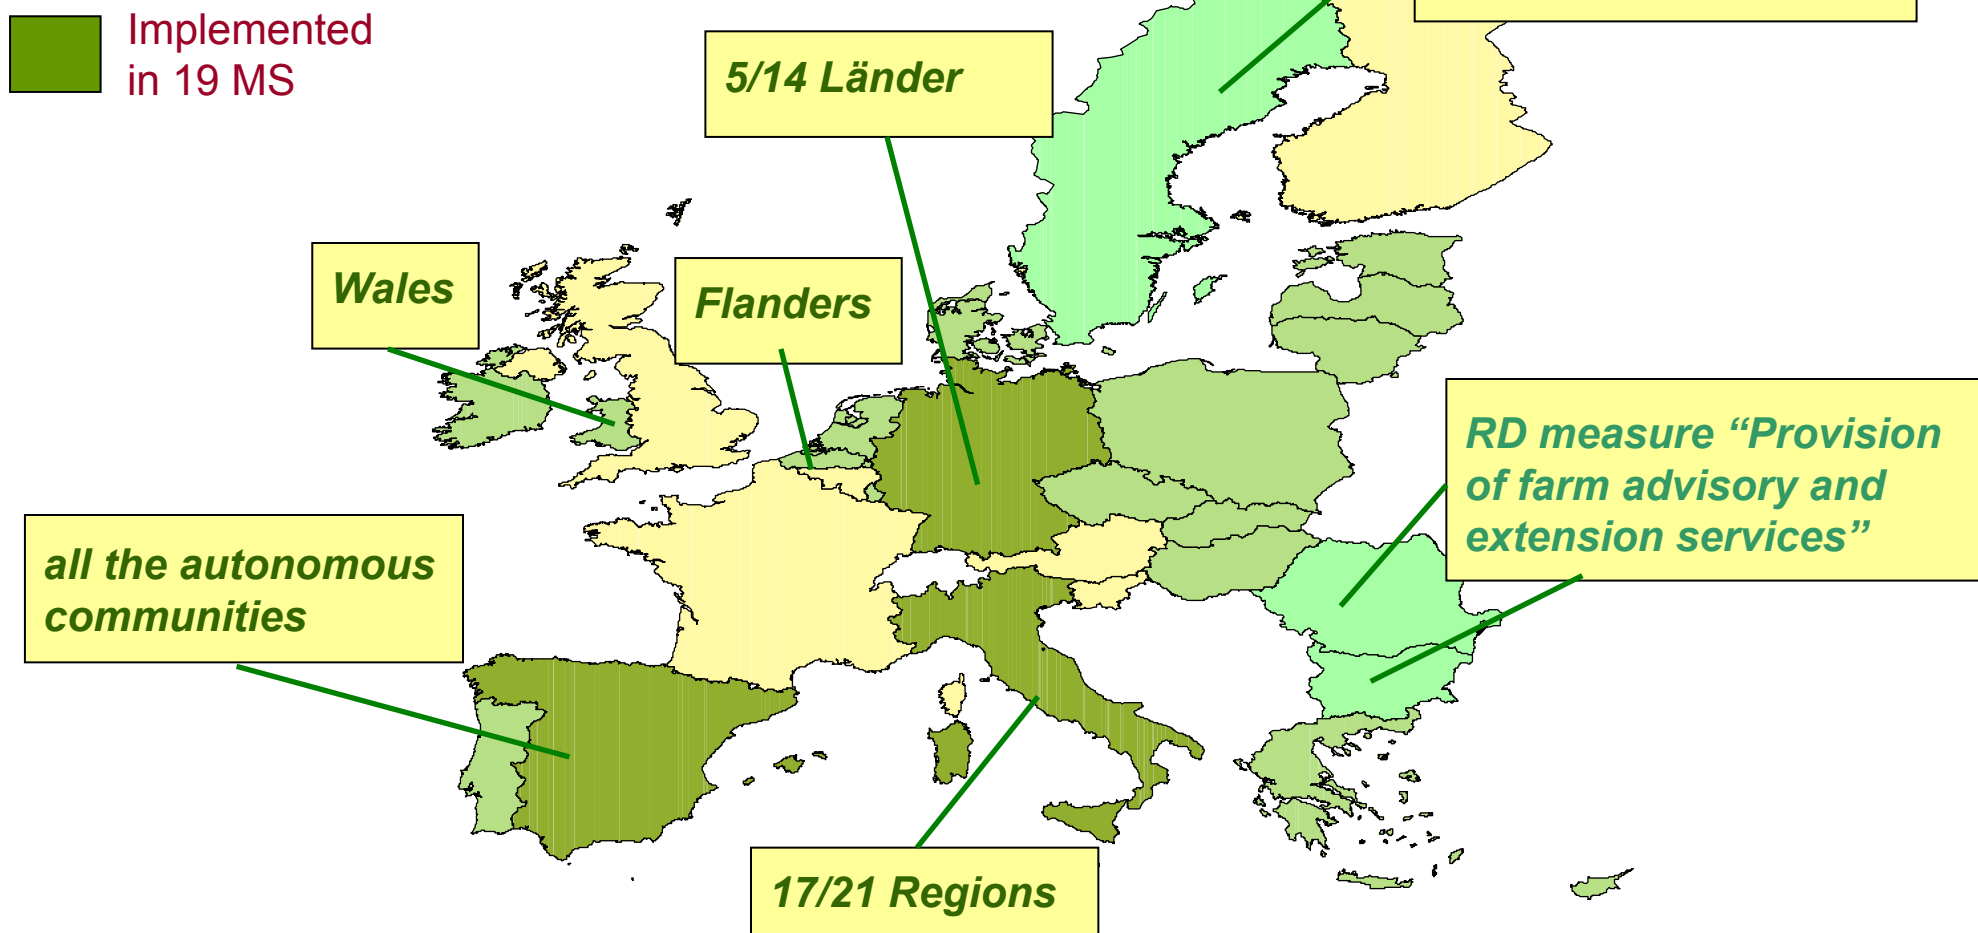 Implemented
in 19 MS
5/14 Länder
Wales
Flanders
RD measure “Provision
of farm advisory and
extension services”
all the autonomous
communities
17/21 Regions